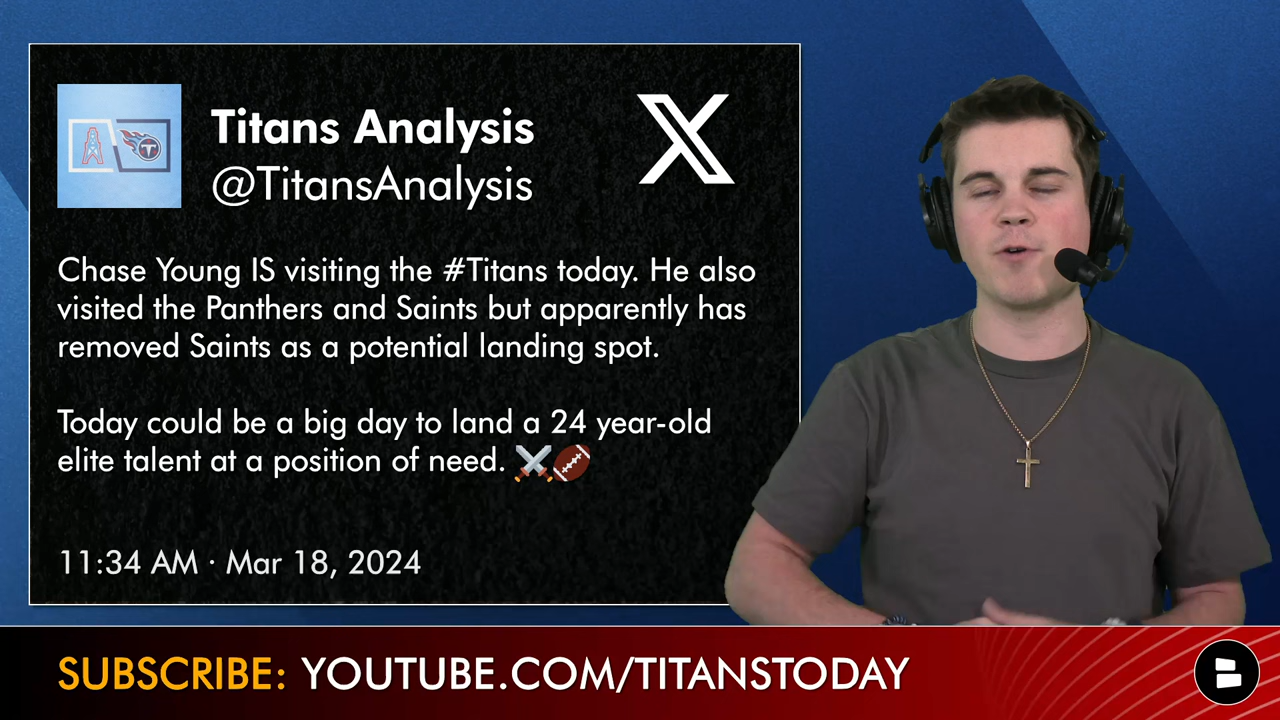 Titans Analysis
@TitansAnalysis
Chase Young IS visiting the #Titans today. He also
visited the Panthers and Saints but apparently has
removed Saints as a potential landing spot.
Today could be a big day to land a 24 year-old
elite talent at a position of need. ⚔️🏈
11:34 AM · Mar 18, 2024
SUBSCRIBE: YOUTUBE.COM/TITANSTODAY